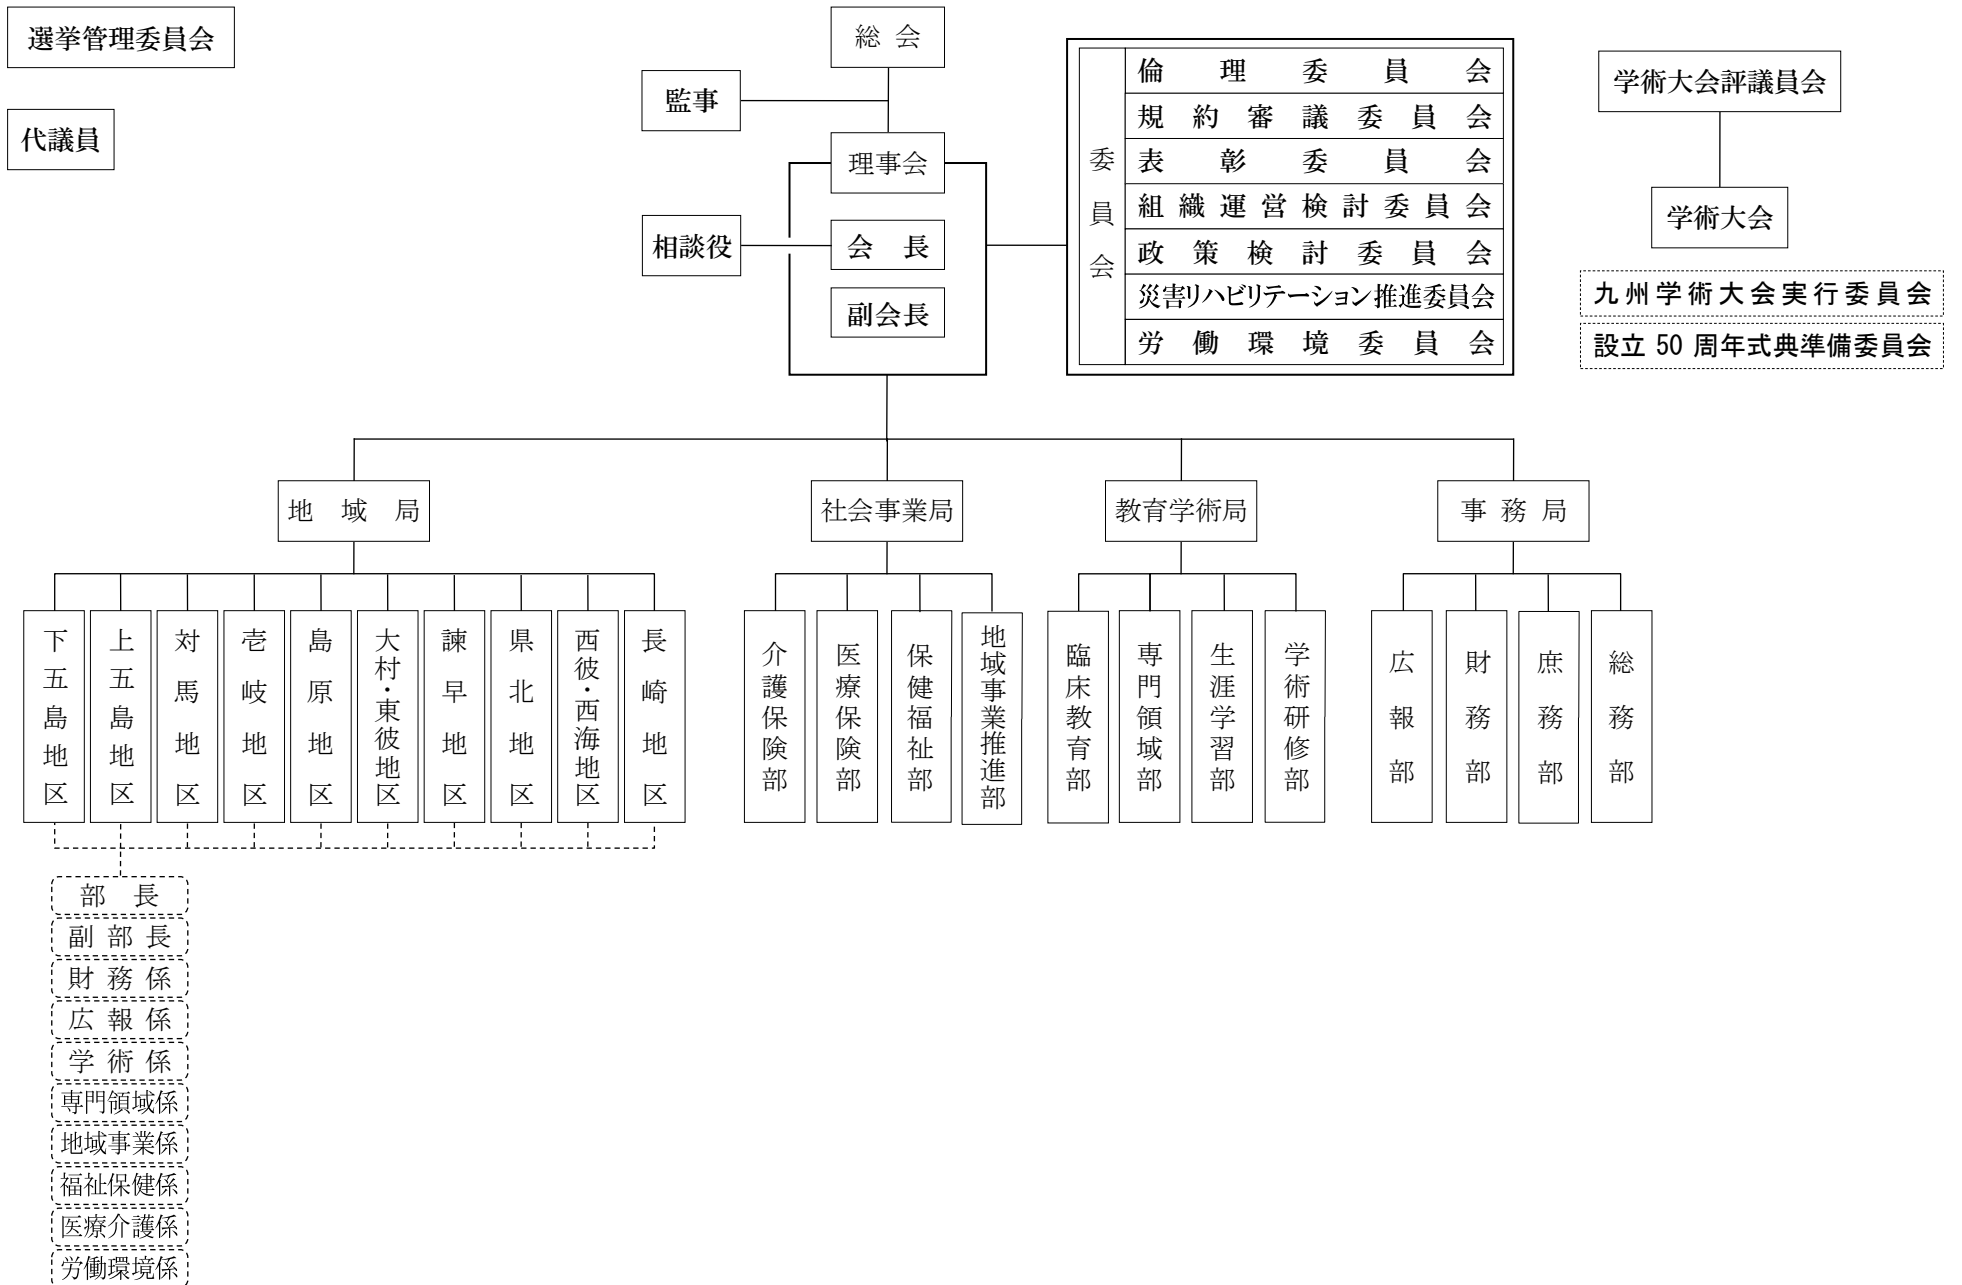 選挙管理委員会
代議員
総会
監事
理事会
相談役
会長
副会長
委員会
倫理委員会
規約審議委員会
表彰委員会
組織運営検討委員会
政策検討委員会
災害リハビリテーション推進委員会
労働環境委員会
学術大会評議員会
学術大会
九州学術大会実行委員会
設立 50 周年式典準備委員会
地域局
社会事業局
教育学術局
事務局
下五島地区
上五島地区
対馬地区
壱岐地区
島原地区
大村・東彼地区
諫早地区
県北地区
西彼・西海地区
長崎地区
介護保険部
医療保険部
保健福祉部
地域事業推進部
臨床教育部
専門領域部
生涯学習部
学術研修部
広報部
財務部
庶務部
総務部
部長
副部長
財務係
広報係
学術係
専門領域係
地域事業係
福祉保健係
医療介護係
労働環境係